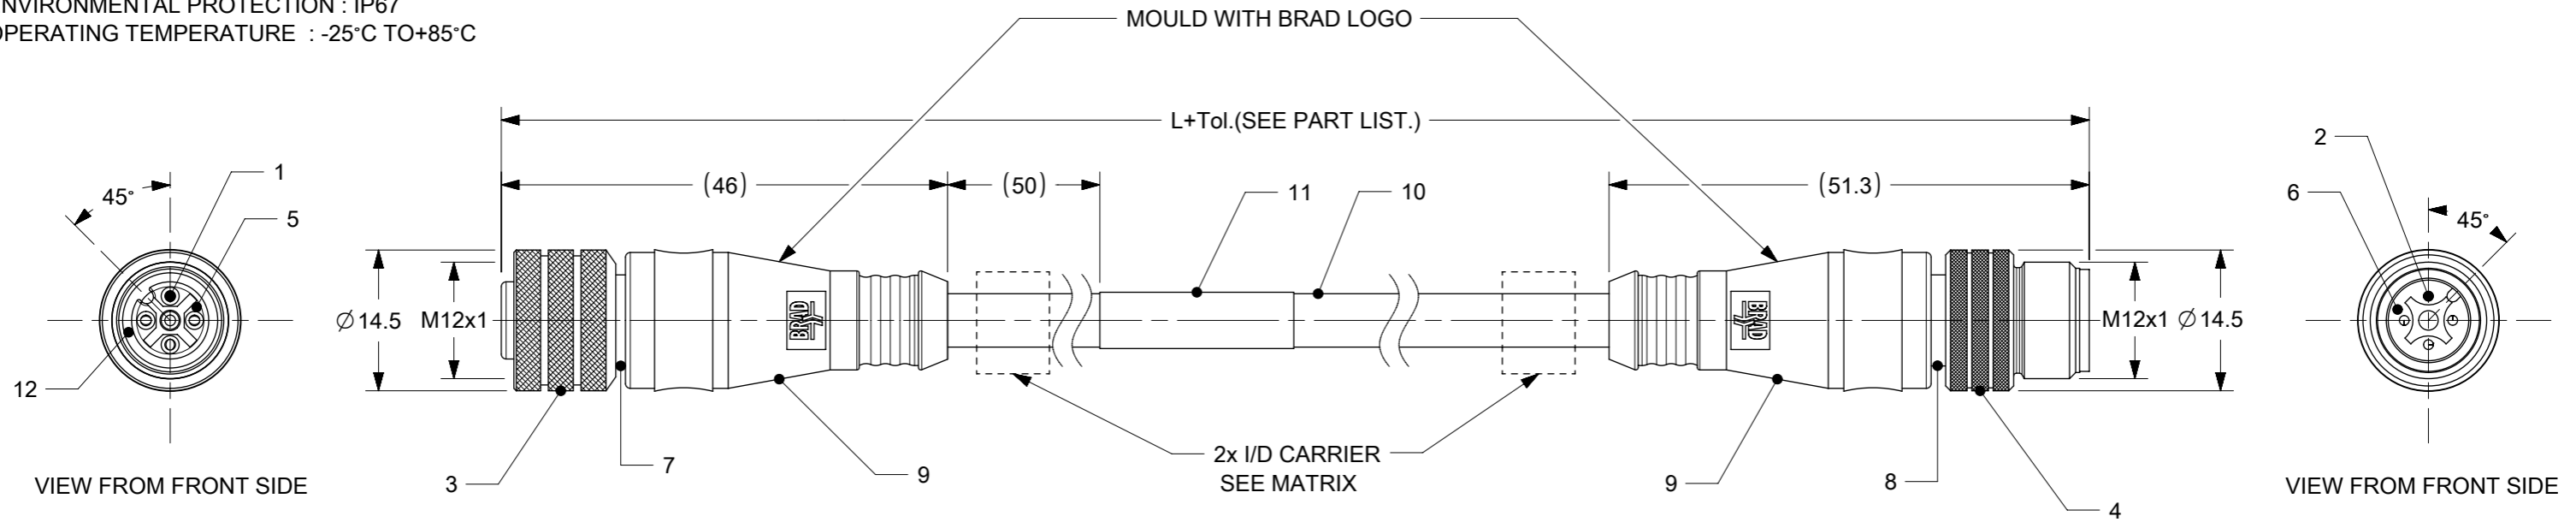 NVIRONMENTAL PROTECTION : IP67
OPERATING TEMPERATURE : -25°C TO+85°C
MOULD WITH BRAD LOGO
L+Tol.(SEE PART LIST.)
(46)
(50)
11
10
(51.3)
1
5
45°
12
Ø14.5
M12x1
BRAD
BRAD
M12x1
Ø14.5
2
6
45°
3
7
9
2x I/D CARRIER
SEE MATRIX
9
8
4
VIEW FROM FRONT SIDE
VIEW FROM FRONT SIDE